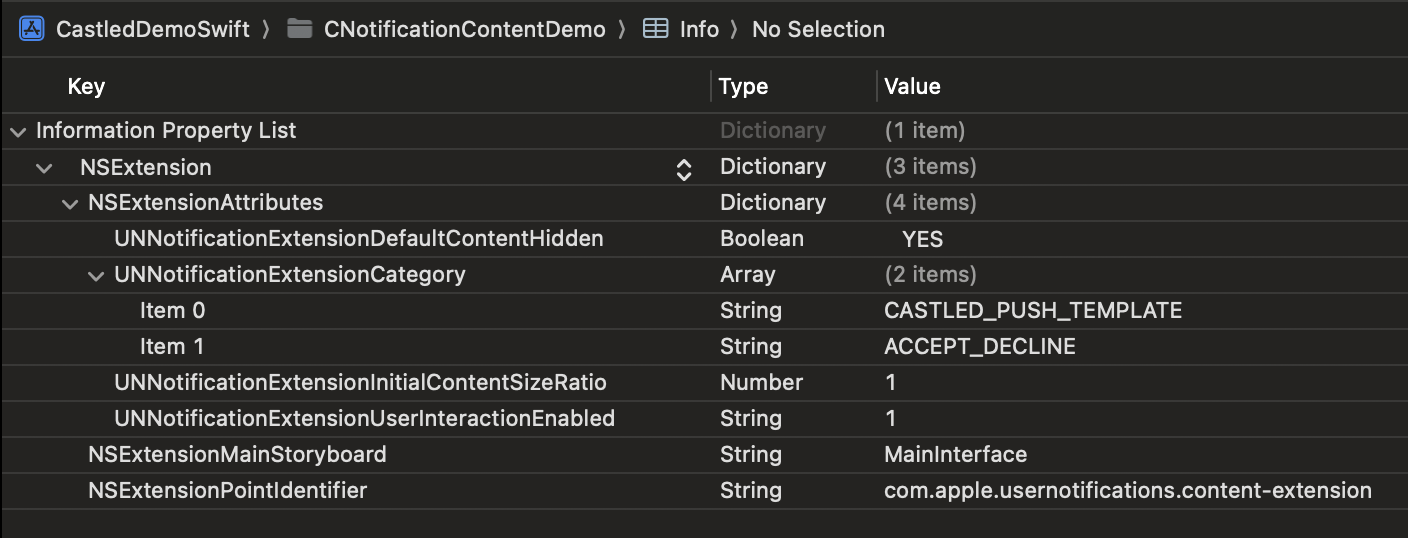 CastledDemoSwift 〉 CNotificationContentDemo 〉 Info 〉 No Selection
Key Type Value
Information Property List Dictionary (1 item)
NSExtension Dictionary (3 items)
NSExtensionAttributes Dictionary (4 items)
UNNotificationExtensionDefaultContentHidden Boolean YES
UNNotificationExtensionCategory Array (2 items)
Item 0 String CASTLED_PUSH_TEMPLATE
Item 1 String ACCEPT_DECLINE
UNNotificationExtensionInitialContentSizeRatio Number 1
UNNotificationExtensionUserInteractionEnabled String 1
NSExtensionMainStoryboard String MainInterface
NSExtensionPointIdentifier String com.apple.usernotifications.content-extension